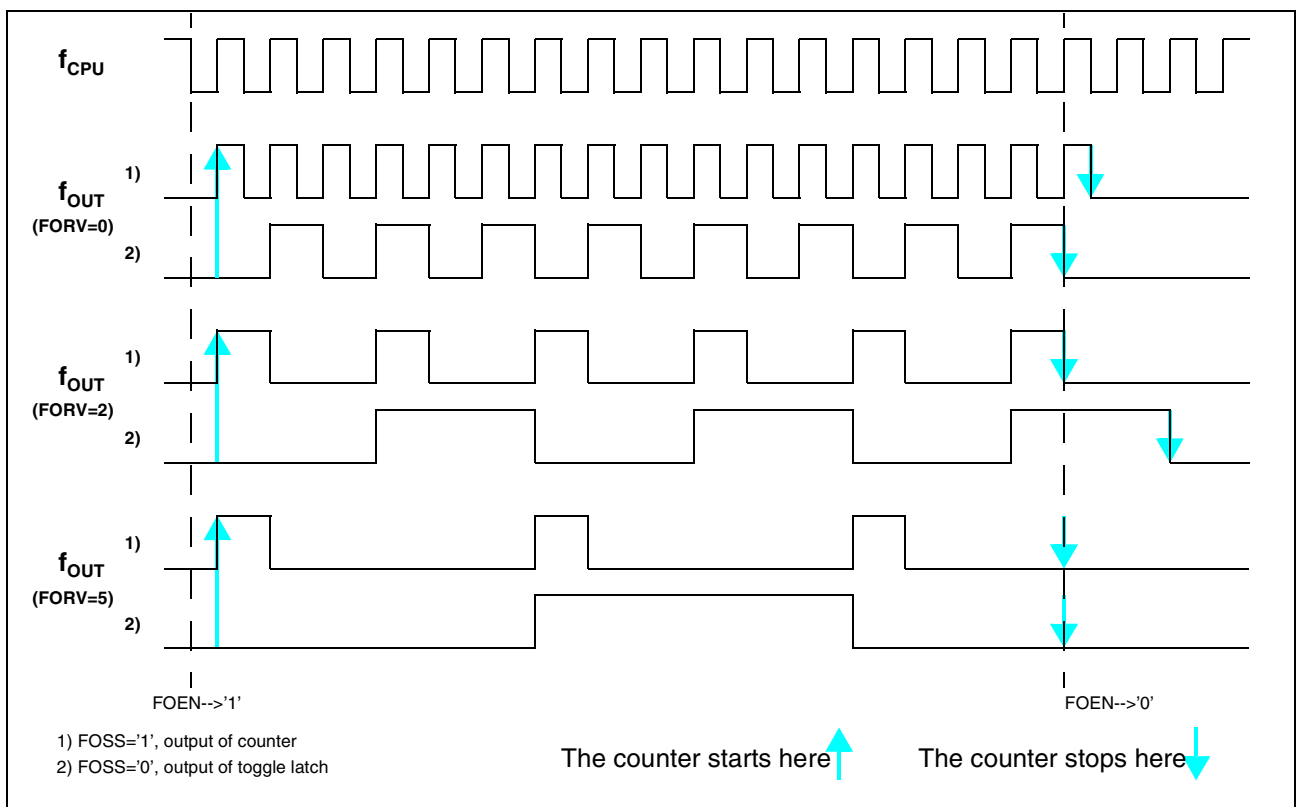 fCPU
1)
fOUT
(FORV=0)
2)
1)
fOUT
(FORV=2)
2)
1)
fOUT
(FORV=5)
2)
FOEN-->'1'
FOEN-->'0'
1) FOSS='1', output of counter
2) FOSS='0', output of toggle latch
The counter starts here
The counter stops here